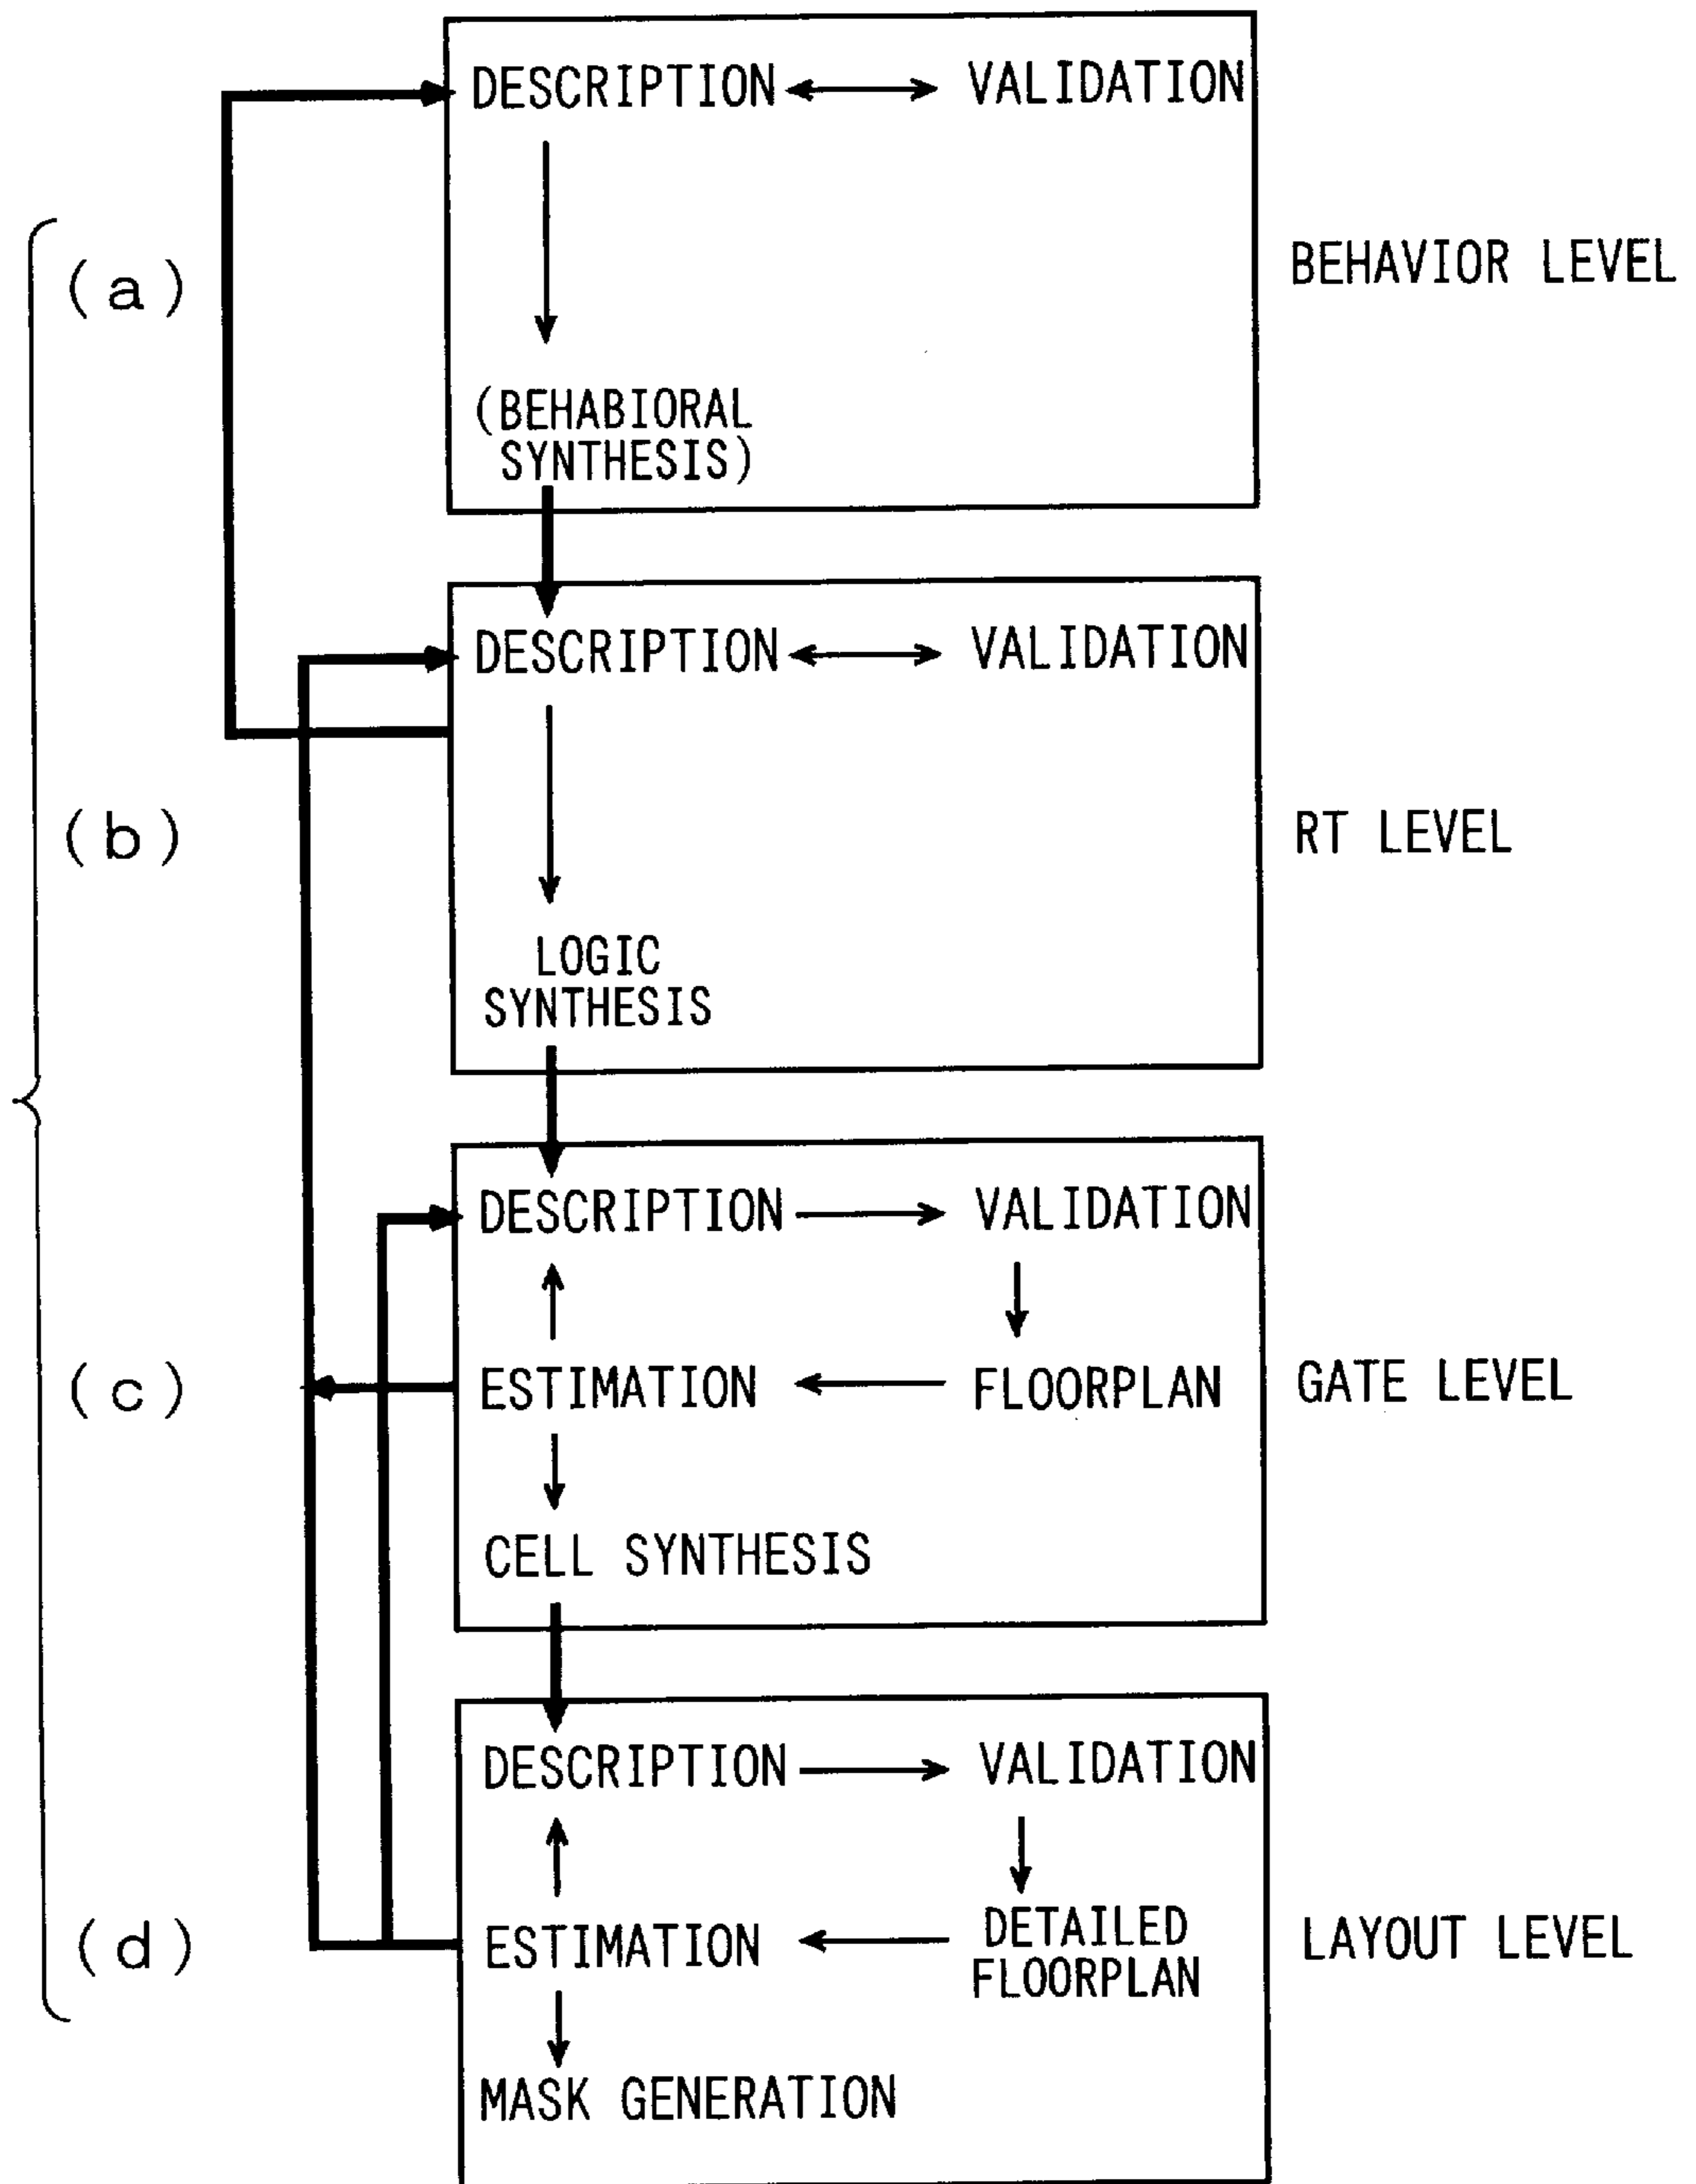 DESCRIPTION VALIDATION
(a)
BEHAVIOR LEVEL
(BEHABIORAL
SYNTHESIS)
DESCRIPTION VALIDATION
(b)
RT LEVEL
LOGIC
SYNTHESIS
DESCRIPTION VALIDATION
(c)
ESTIMATION FLOORPLAN
GATE LEVEL
CELL SYNTHESIS
DESCRIPTION VALIDATION
(d)
ESTIMATION
DETAILED
FLOORPLAN
LAYOUT LEVEL
MASK GENERATION